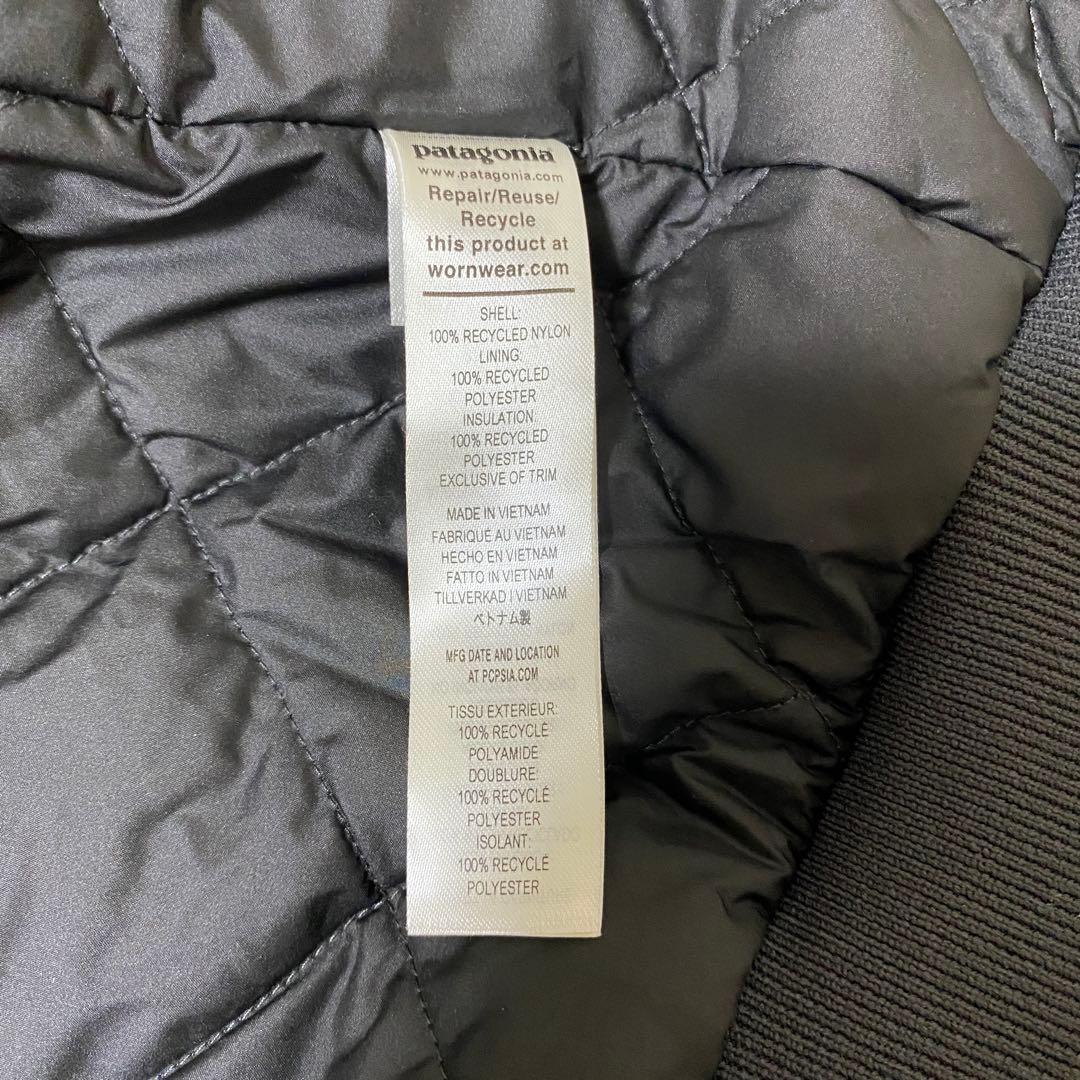 patagonia
www.patagonia.com
Repair/Reuse/
Recycle
this product at
wornwear.com
SHELL:
100% RECYCLED NYLON
LINING:
100% RECYCLED
POLYESTER
INSULATION:
100% RECYCLED
POLYESTER
EXCLUSIVE OF TRIM
MADE IN VIETNAM
FABRIQUÉ AU VIETNAM
HECHO EN VIETNAM
FATTO IN VIETNAM
TILLVERKAD I VIETNAM
ベトナム製
MFG DATE AND LOCATION
AT PCPSIA.COM
TISSU EXTERIEUR:
100% RECYCLÉ
POLYAMIDE
DOUBLURE:
100% RECYCLÉ
POLYESTER
ISOLANT:
100% RECYCLÉ
POLYESTER